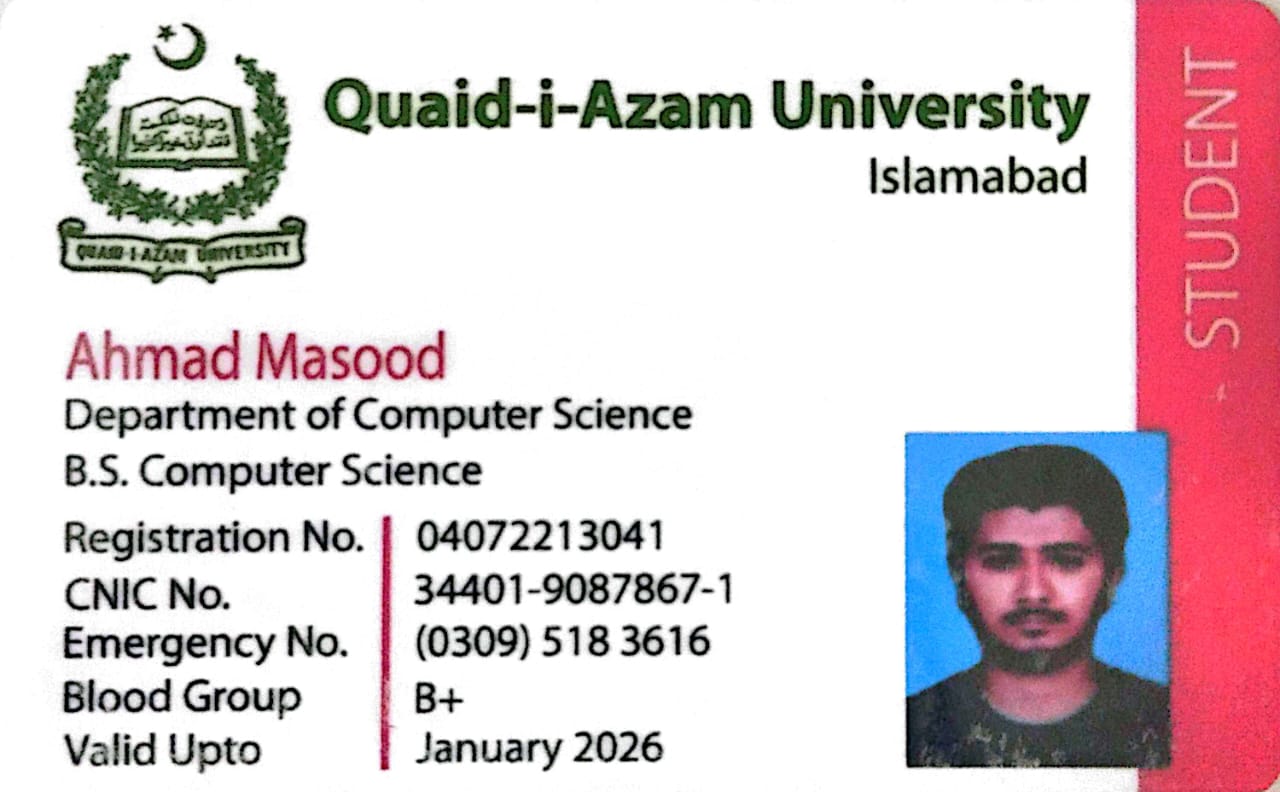 Quaid-i-Azam University
Islamabad
QUAID-I-AZAM UNIVERSITY
STUDENT
Ahmad Masood
Department of Computer Science
B.S. Computer Science
Registration No. 04072213041
CNIC No. 34401-9087867-1
Emergency No. (0309) 518 3616
Blood Group B+
Valid Upto January 2026